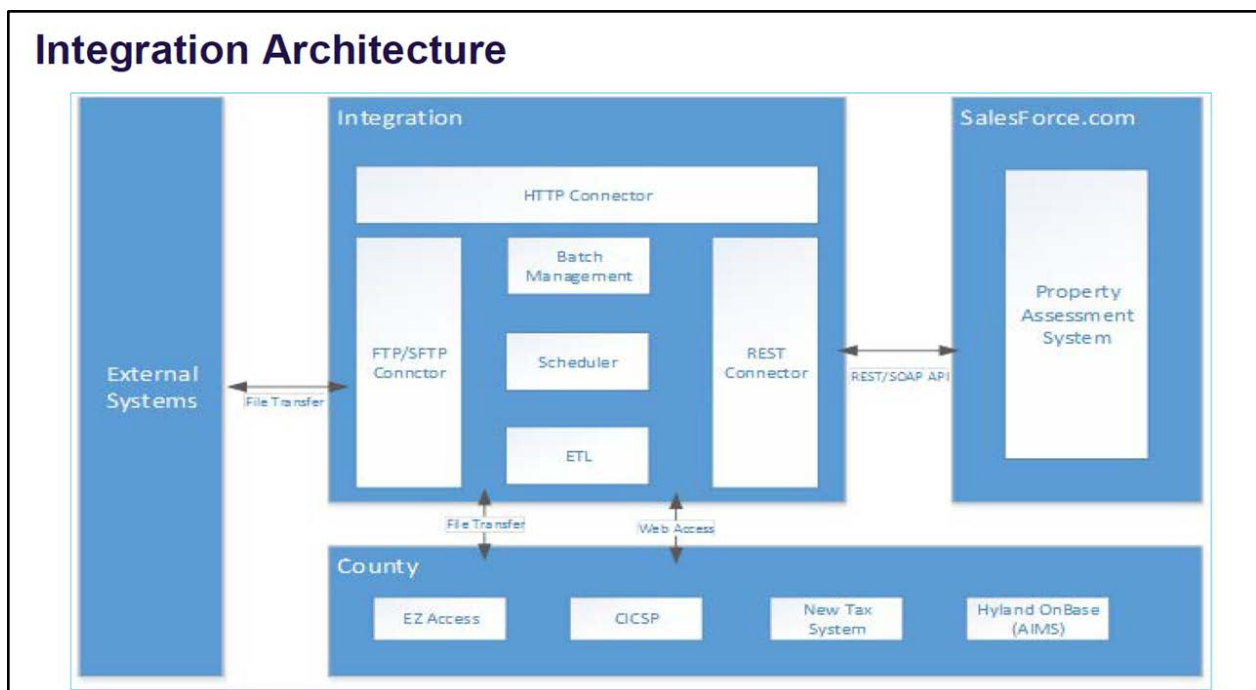 Integration Architecture
Integration
SalesForce.com
HTTP Connector
Batch
Management
Property
Assessment
System
FTP/SFTP
Connctor
Scheduler
REST
Connector
External
Systems
File Transfer
REST/SOAP API
ETL
File Transfer
Web Access
County
EZ Access
CICSP
New Tax
System
Hyland OnBase
(AIMS)